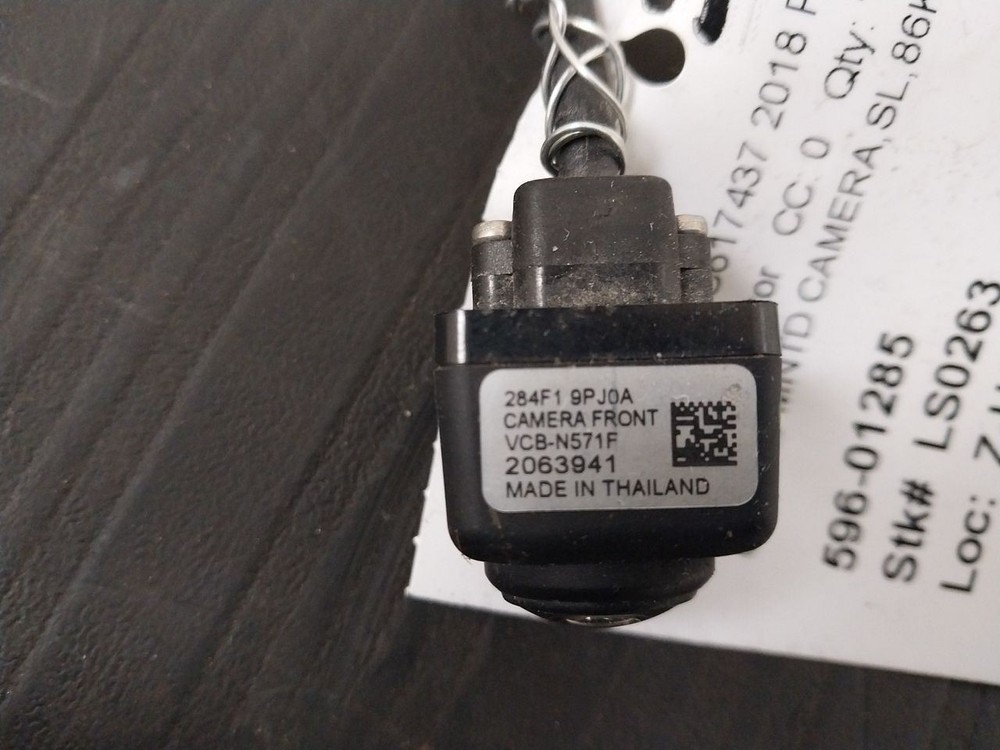 284F1 9PJ0A
CAMERA FRONT
VCB-N571F
2063941
MADE IN THAILAND
617437 2018
CC: 0 Qty:
CAMERA, SL, 86K
596-01285
Stk# LS0263
Loc: